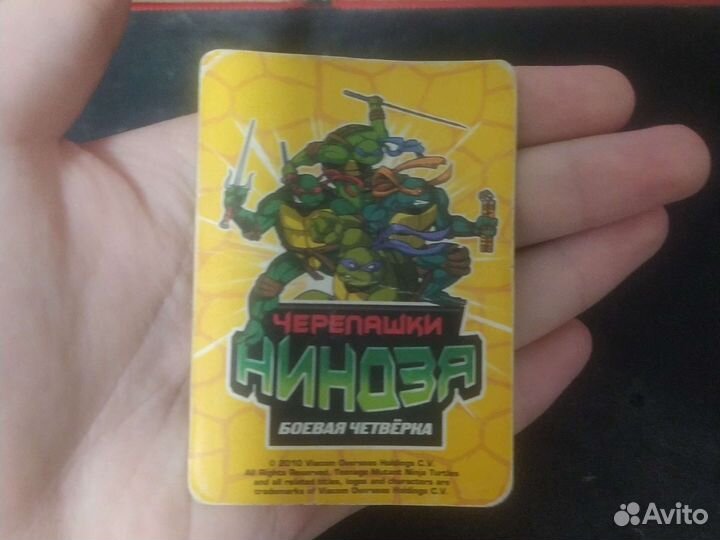 ЧЕРЕПАШКИ
НИНДЗЯ
БОЕВАЯ ЧЕТВЁРКА
© 2010 Viacom Overseas Holdings C.V.
All Rights Reserved. Teenage Mutant Ninja Turtles
and all related titles, logos and characters are
trademarks of Viacom Overseas Holdings C.V.
Avito